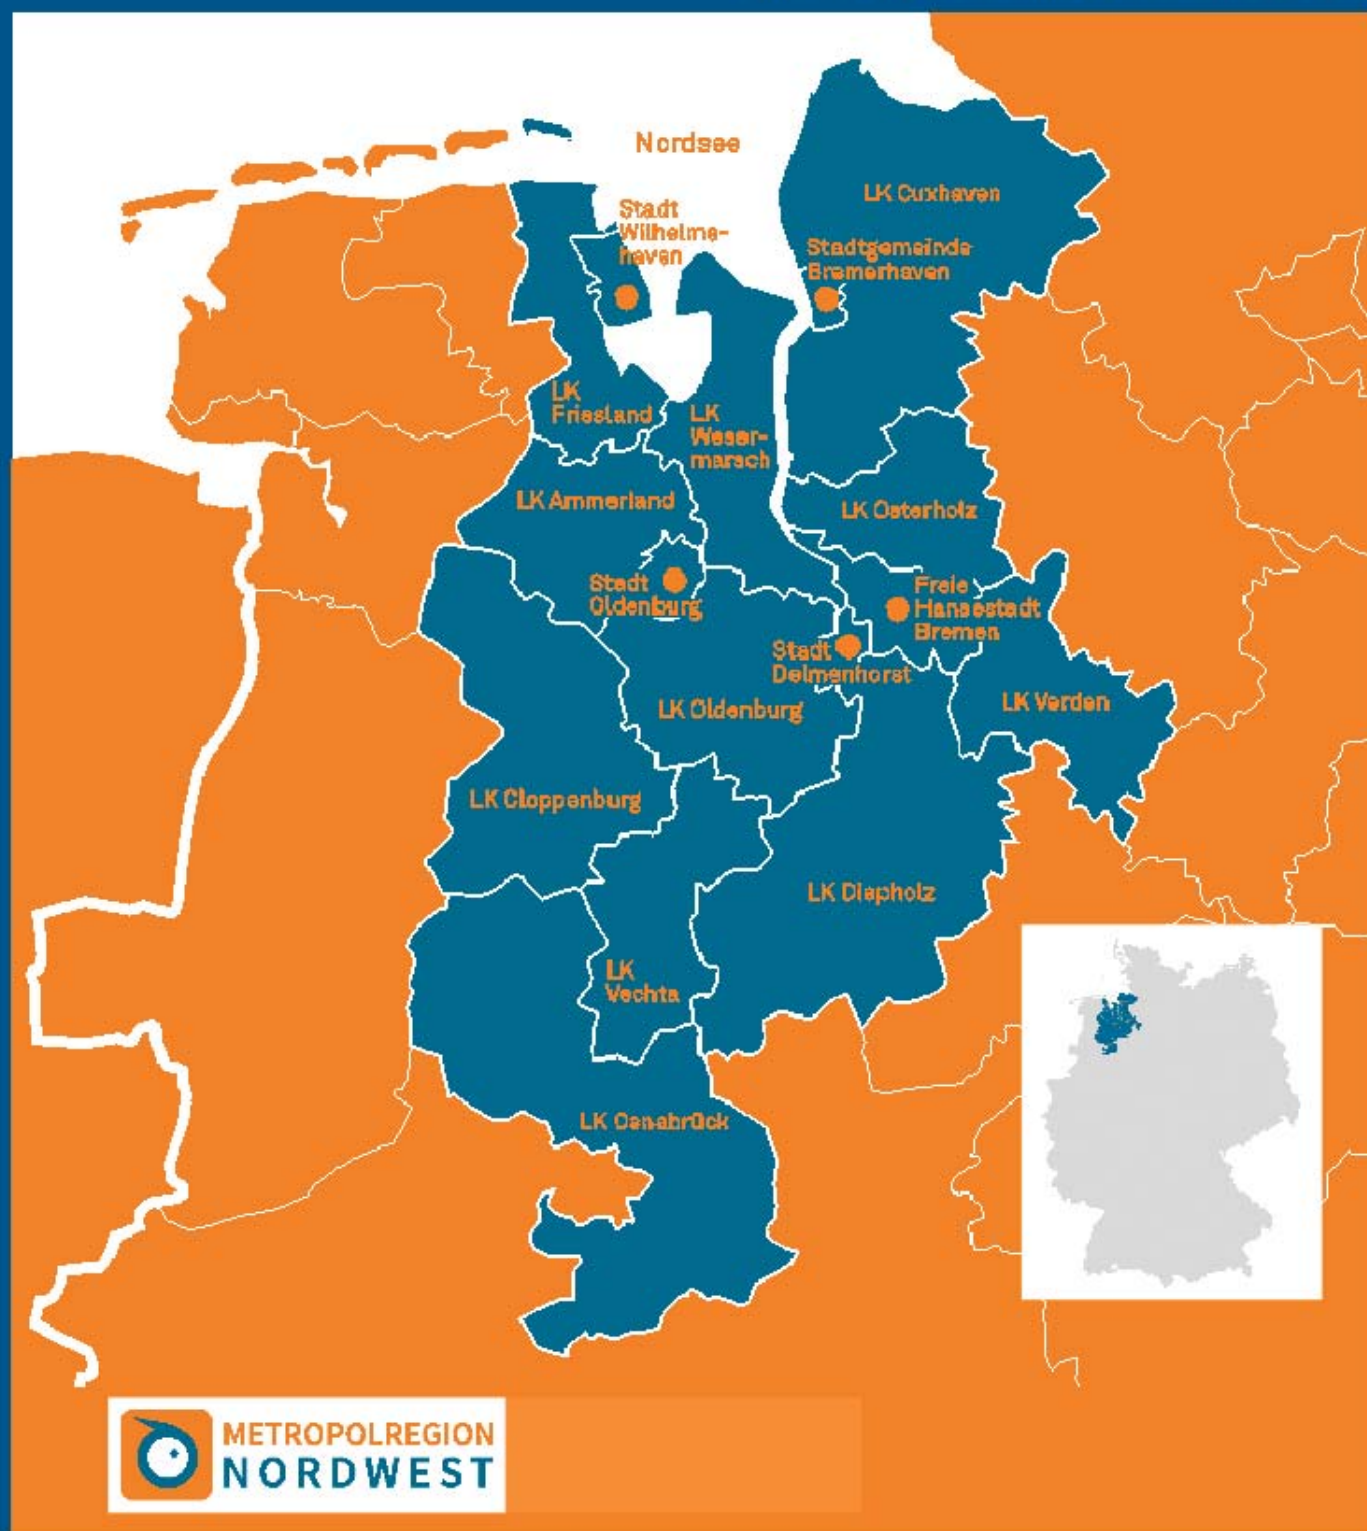 Nordsee
LK Cuxhaven
Stadt
Wilhelms-
haven
Stadtgemeinde
Bremerhaven
LK
Friesland
LK
Weser-
marsch
LK Ammerland
LK Osterholz
Stadt
Oldenburg
Freie
Hansestadt
Bremen
Stadt
Delmenhorst
LK Oldenburg
LK Verden
LK Cloppenburg
LK Diepholz
LK
Vechta
LK Osnabrück
METROPOLREGION
NORDWEST